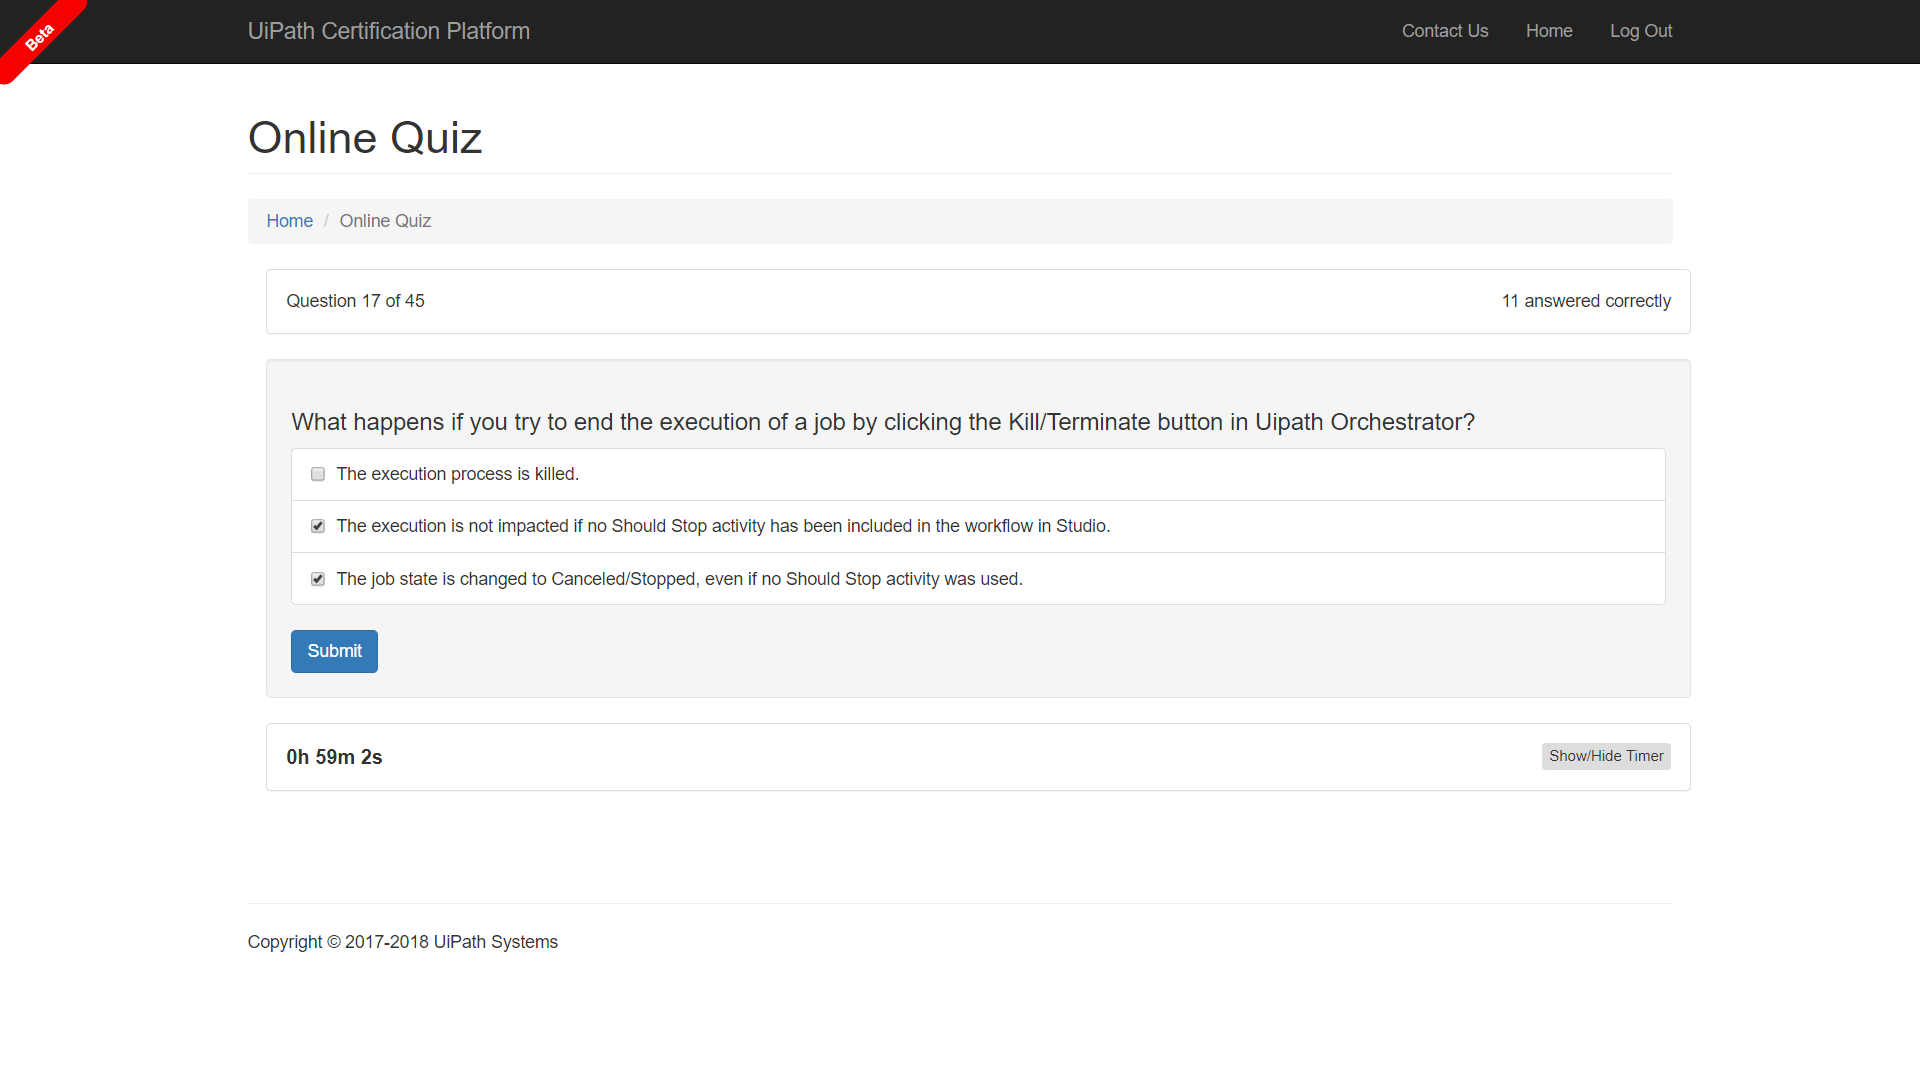 Beta
UiPath Certification Platform
Contact Us
Home
Log Out
Online Quiz
Home / Online Quiz
Question 17 of 45
11 answered correctly
What happens if you try to end the execution of a job by clicking the Kill/Terminate button in Uipath Orchestrator?
The execution process is killed.
The execution is not impacted if no Should Stop activity has been included in the workflow in Studio.
The job state is changed to Canceled/Stopped, even if no Should Stop activity was used.
Submit
0h 59m 2s
Show/Hide Timer
Copyright © 2017-2018 UiPath Systems